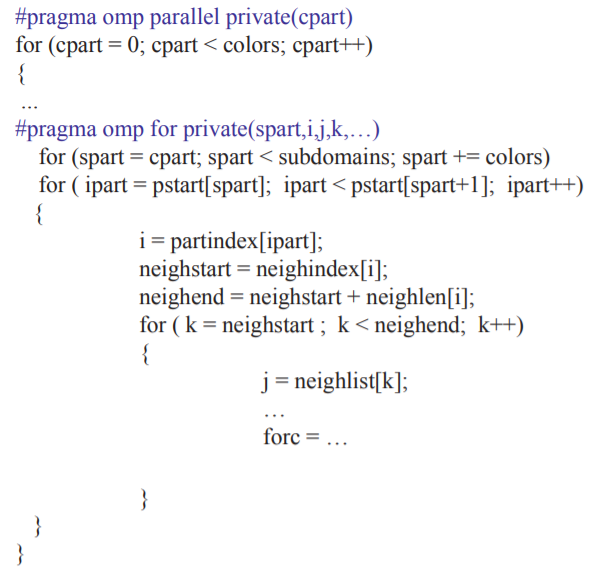 #pragma omp parallel private(cpart)
for (cpart = 0; cpart < colors; cpart++)
{
...
#pragma omp for private(spart,i,j,k,…)
for (spart = cpart; spart < subdomains; spart += colors)
for ( ipart = pstart[spart]; ipart < pstart[spart+1]; ipart++)
{
i = partindex[ipart];
neighstart = neighindex[i];
neighend = neighstart + neighlen[i];
for ( k = neighstart ; k < neighend; k++)
{
j = neighlist[k];
…
forc = …
}
}
}